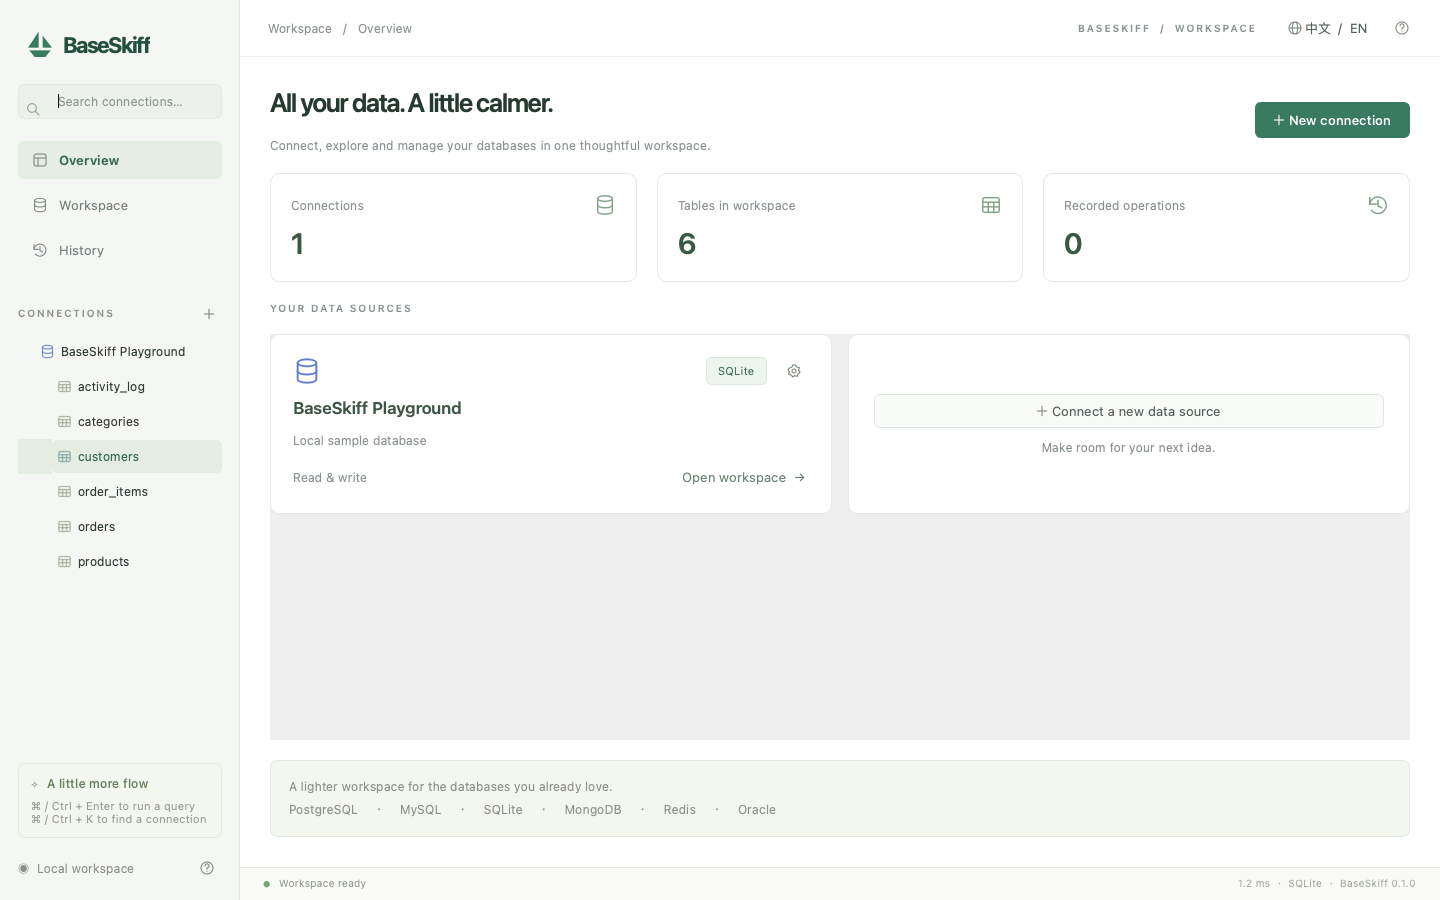 BaseSkiff
Search connections...
Overview
Workspace
History
CONNECTIONS
BaseSkiff Playground
activity_log
categories
customers
order_items
orders
products
A little more flow
⌘ / Ctrl + Enter to run a query
⌘ / Ctrl + K to find a connection
Local workspace
Workspace / Overview
BASESKIFF / WORKSPACE
中文 / EN
All your data. A little calmer.
Connect, explore and manage your databases in one thoughtful workspace.
+ New connection
Connections
1
Tables in workspace
6
Recorded operations
0
YOUR DATA SOURCES
SQLite
BaseSkiff Playground
Local sample database
Read & write
Open workspace →
+ Connect a new data source
Make room for your next idea.
A lighter workspace for the databases you already love.
PostgreSQL · MySQL · SQLite · MongoDB · Redis · Oracle
Workspace ready
1.2 ms · SQLite · BaseSkiff 0.1.0